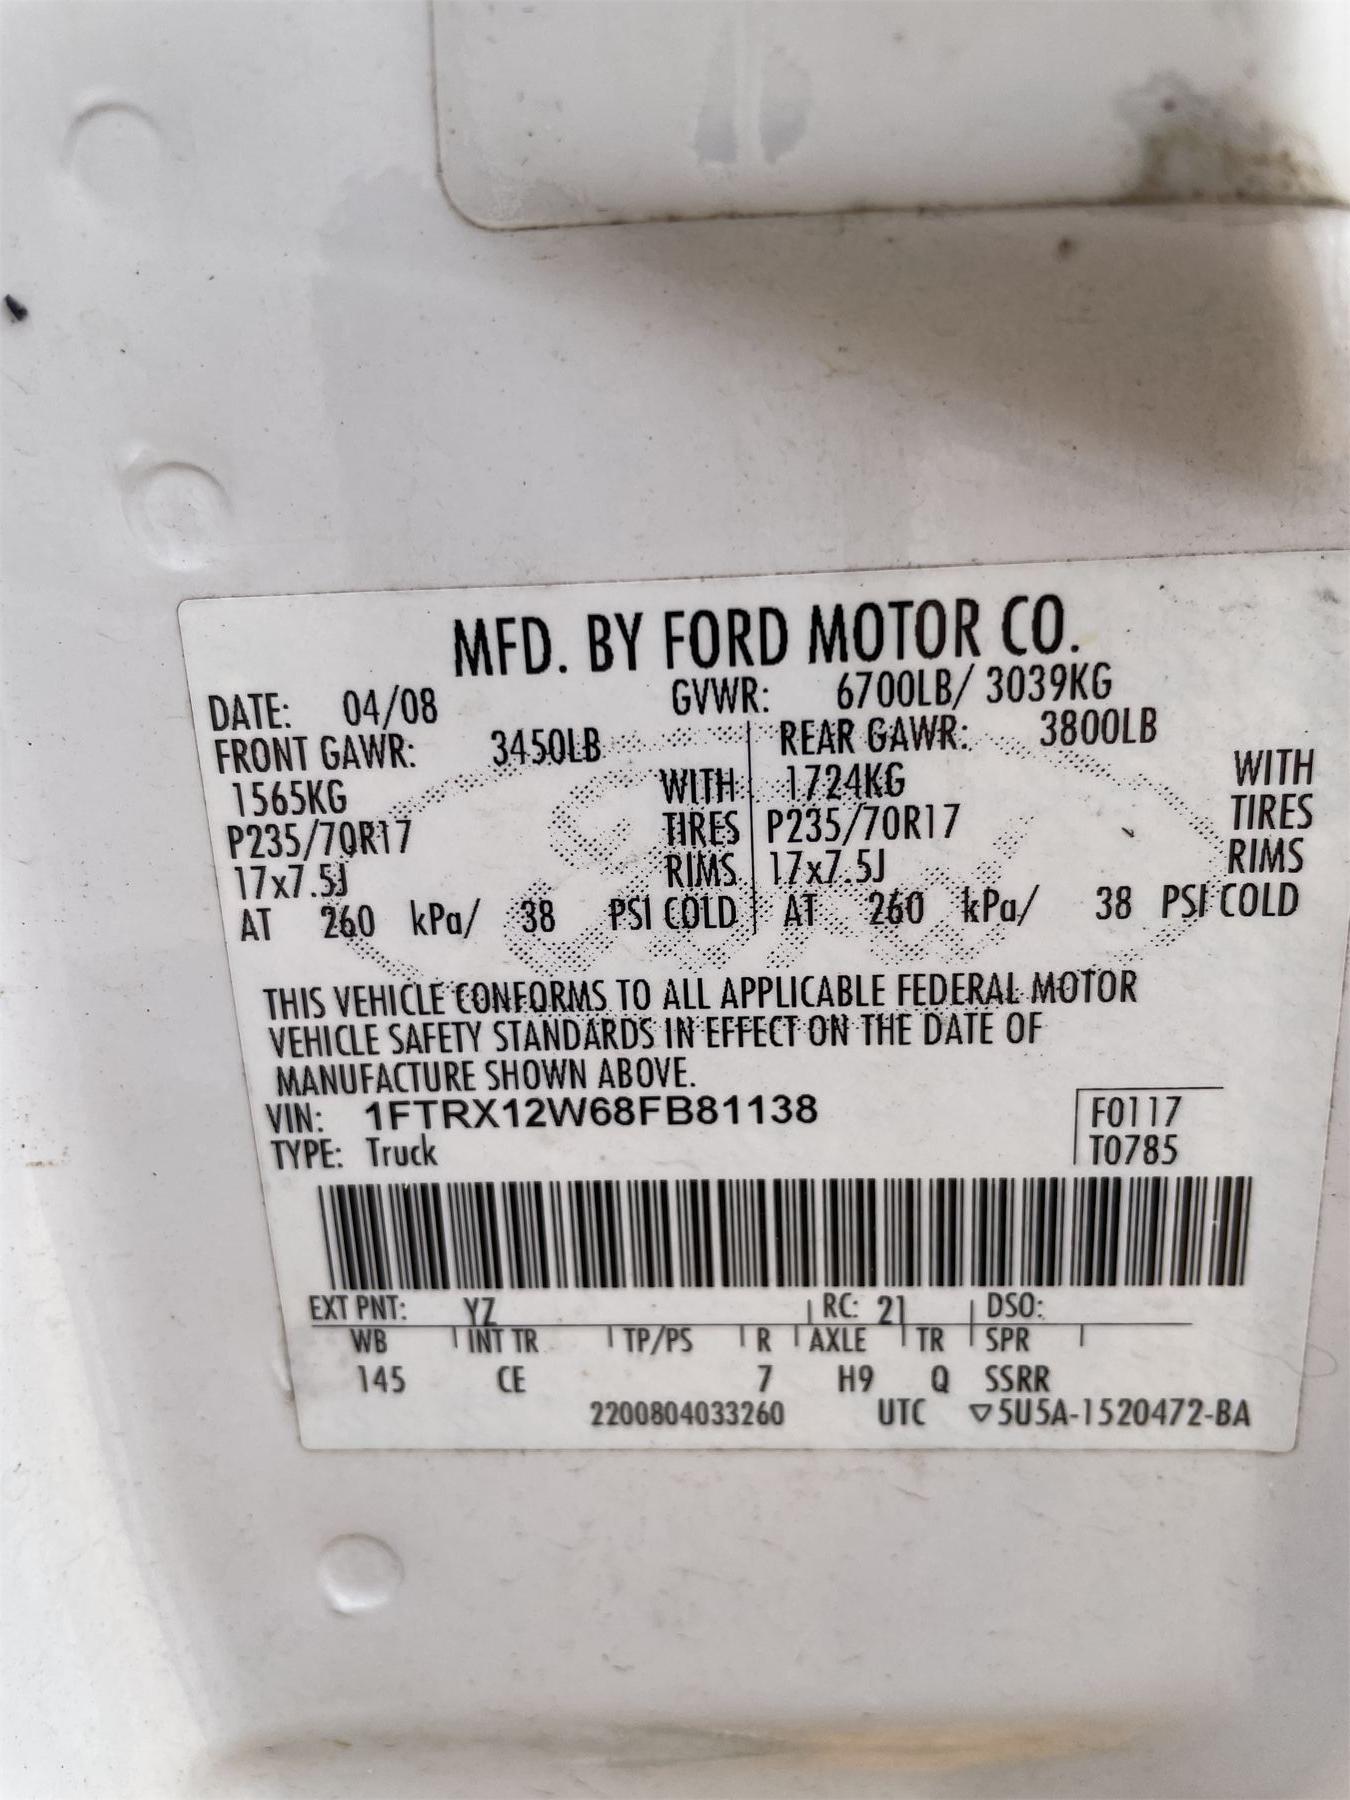 MFD. BY FORD MOTOR CO.
DATE: 04/08 GVWR: 6700LB/ 3039KG
FRONT GAWR: 3450LB REAR GAWR: 3800LB
1565KG WITH 1724KG WITH
P235/70R17 TIRES P235/70R17 TIRES
17x7.5J RIMS 17x7.5J RIMS
AT 260 kPa/ 38 PSI COLD AT 260 kPa/ 38 PSI COLD
THIS VEHICLE CONFORMS TO ALL APPLICABLE FEDERAL MOTOR
VEHICLE SAFETY STANDARDS IN EFFECT ON THE DATE OF
MANUFACTURE SHOWN ABOVE.
VIN: 1FTRX12W68FB81138 F0117
TYPE: Truck T0785
EXT PNT: YZ RC: 21 DSO:
WB INT TR TP/PS R AXLE TR SPR
145 CE 7 H9 Q SSRR
2200804033260 UTC ▽5U5A-1520472-BA